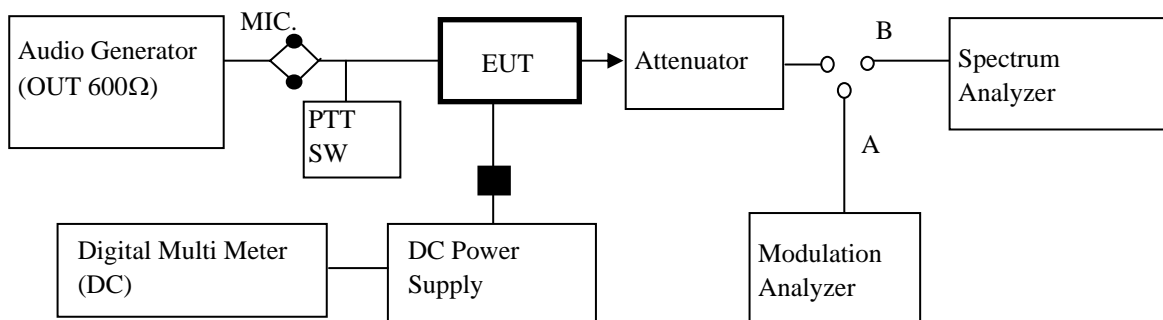 Audio Generator
(OUT 600Ω)
MIC.
PTT
SW
EUT
Attenuator
B
A
Spectrum
Analyzer
Digital Multi Meter
(DC)
DC Power
Supply
Modulation
Analyzer